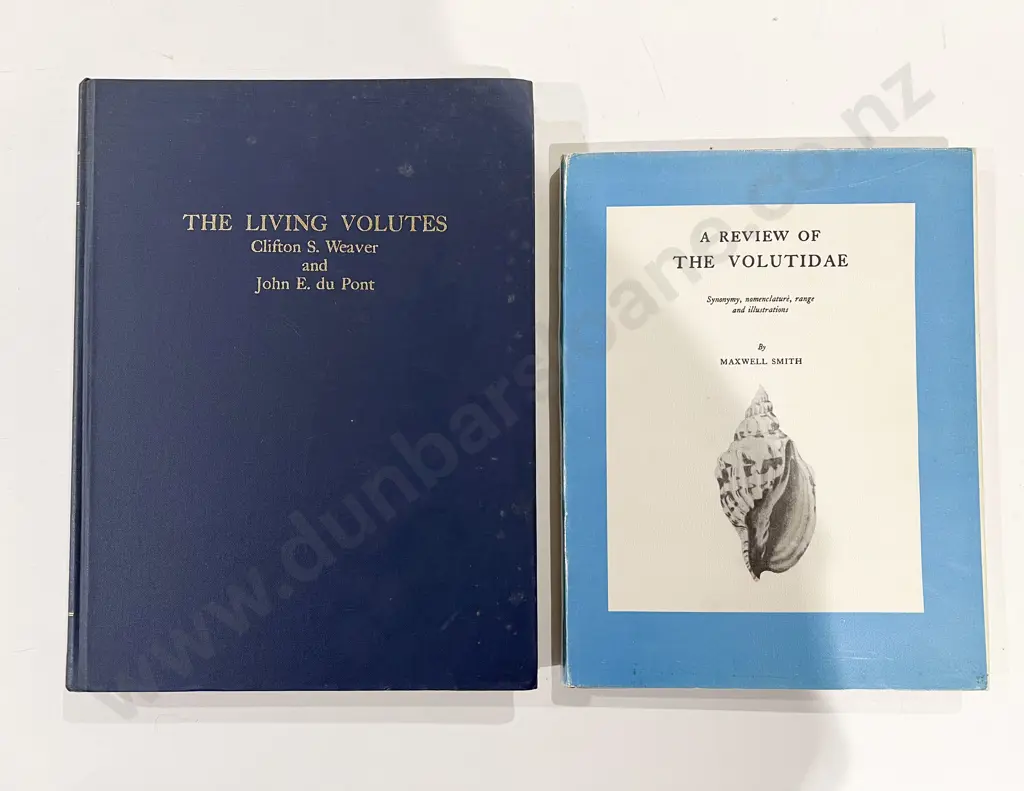 THE LIVING VOLUTES
Clifton S. Weaver
and
John E. du Pont
A REVIEW OF
THE VOLUTIDAE
Synonymy, nomenclature, range
and illustrations
By
MAXWELL SMITH
www.dunbarsloane.co.nz